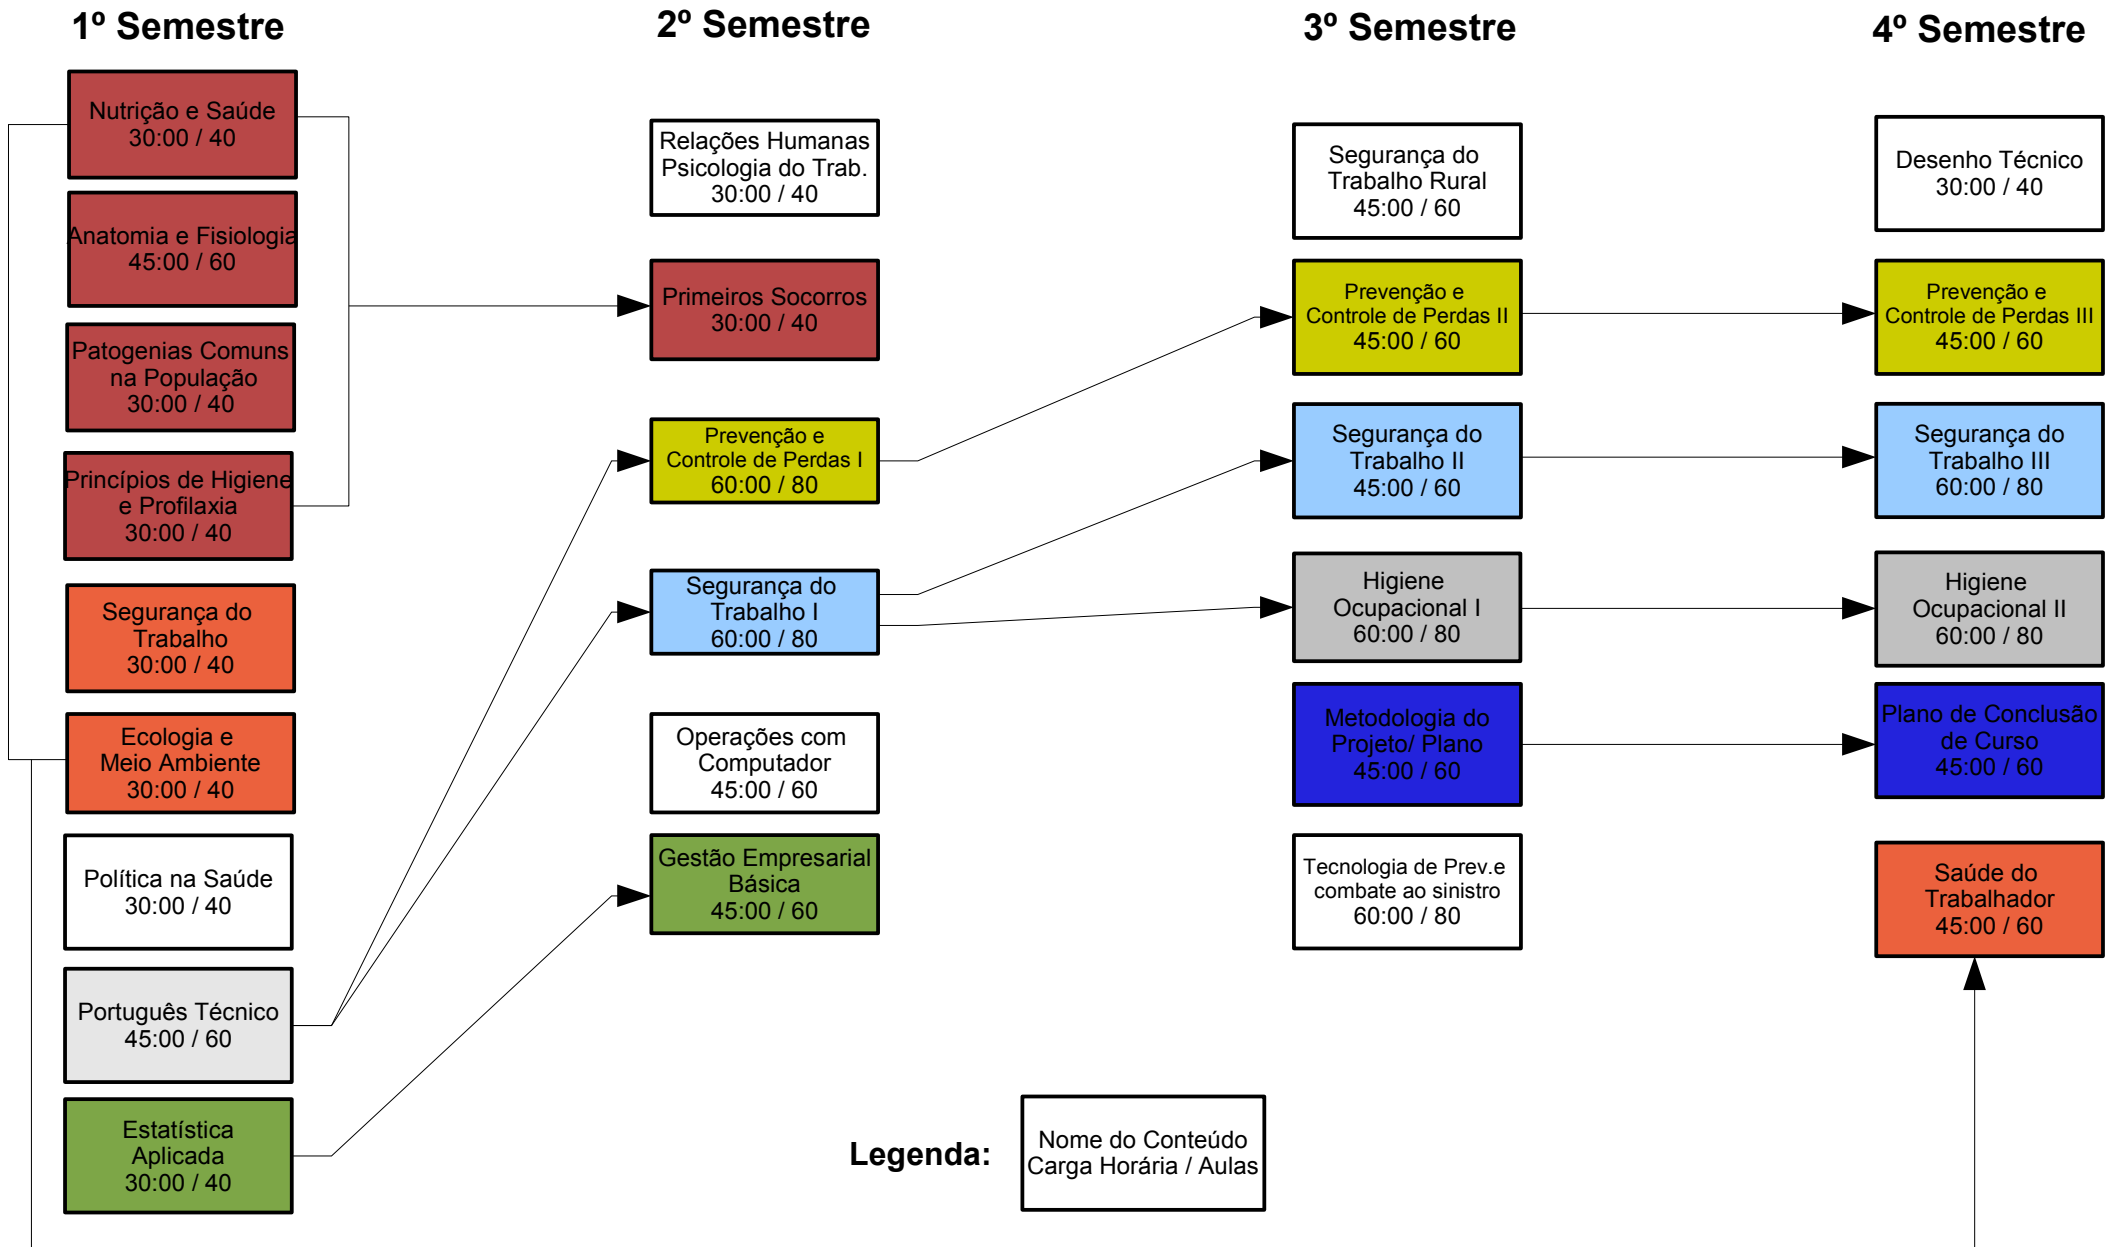 1º Semestre
2º Semestre
3º Semestre
4º Semestre
Nutrição e Saúde
30:00 / 40
Anatomia e Fisiologia
45:00 / 60
Patogenias Comuns
na População
30:00 / 40
Princípios de Higiene
e Profilaxia
30:00 / 40
Segurança do
Trabalho
30:00 / 40
Ecologia e
Meio Ambiente
30:00 / 40
Política na Saúde
30:00 / 40
Português Técnico
45:00 / 60
Estatística
Aplicada
30:00 / 40
Relações Humanas
Psicologia do Trab.
30:00 / 40
Primeiros Socorros
30:00 / 40
Prevenção e
Controle de Perdas I
60:00 / 80
Segurança do
Trabalho I
60:00 / 80
Operações com
Computador
45:00 / 60
Gestão Empresarial
Básica
45:00 / 60
Segurança do
Trabalho Rural
45:00 / 60
Prevenção e
Controle de Perdas II
45:00 / 60
Segurança do
Trabalho II
45:00 / 60
Higiene
Ocupacional I
60:00 / 80
Metodologia do
Projeto/ Plano
45:00 / 60
Tecnologia de Prev.e
combate ao sinistro
60:00 / 80
Desenho Técnico
30:00 / 40
Prevenção e
Controle de Perdas III
45:00 / 60
Segurança do
Trabalho III
60:00 / 80
Higiene
Ocupacional II
60:00 / 80
Plano de Conclusão
de Curso
45:00 / 60
Saúde do
Trabalhador
45:00 / 60
Legenda:
Nome do Conteúdo
Carga Horária / Aulas